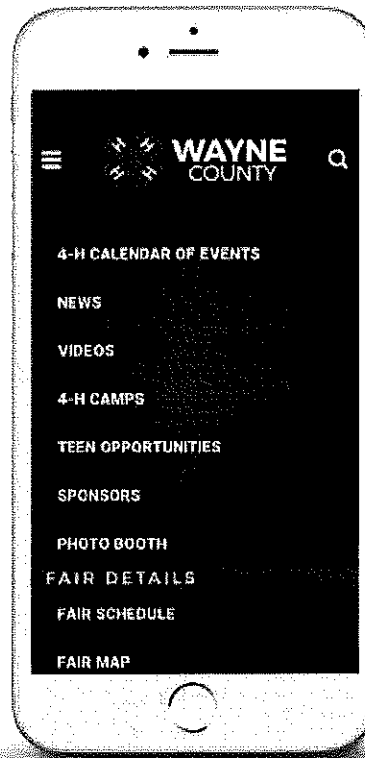 WAYNE
COUNTY
4-H CALENDAR OF EVENTS
NEWS
VIDEOS
4-H CAMPS
TEEN OPPORTUNITIES
SPONSORS
PHOTO BOOTH
FAIR DETAILS
FAIR SCHEDULE
FAIR MAP